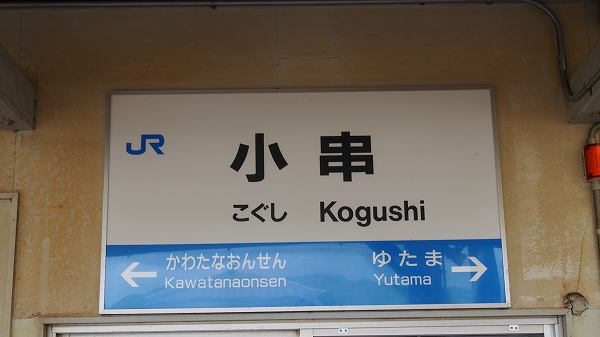 JR
小串
こぐし Kogushi
← かわたなおんせん ゆたま →
Kawatanaonsen Yutama